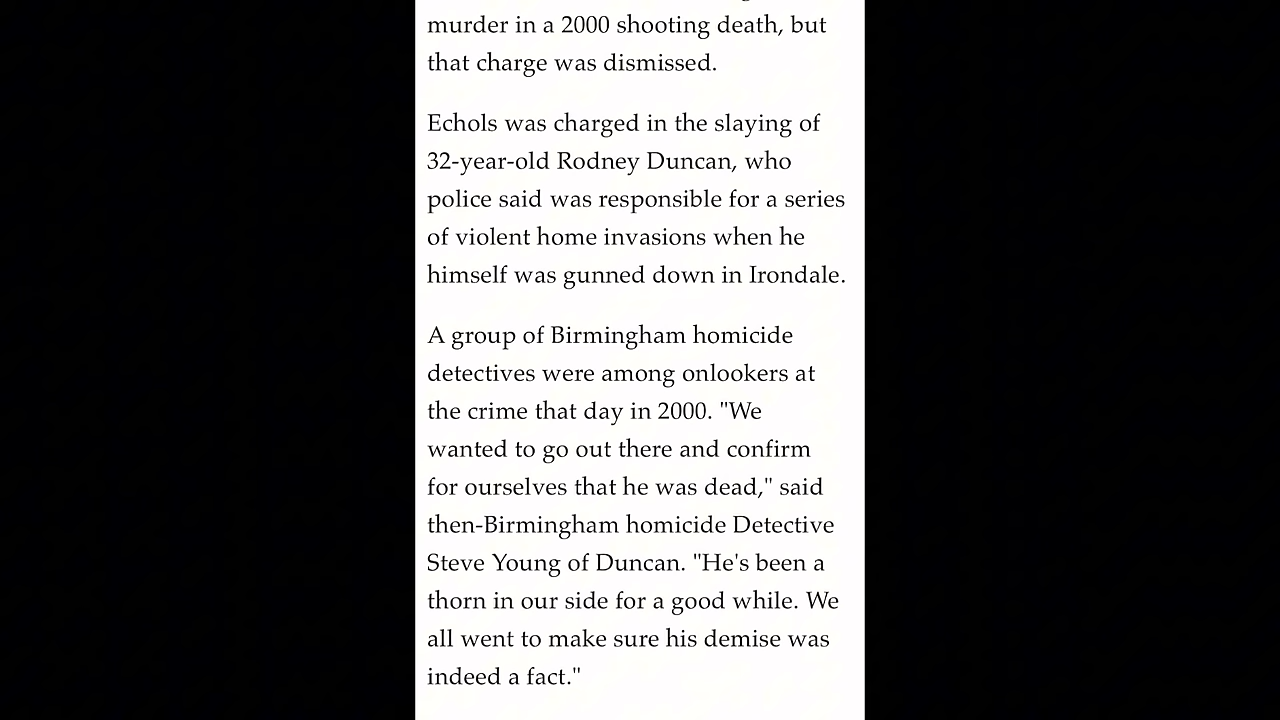 murder in a 2000 shooting death, but
that charge was dismissed.
Echols was charged in the slaying of
32-year-old Rodney Duncan, who
police said was responsible for a series
of violent home invasions when he
himself was gunned down in Irondale.
A group of Birmingham homicide
detectives were among onlookers at
the crime that day in 2000. "We
wanted to go out there and confirm
for ourselves that he was dead," said
then-Birmingham homicide Detective
Steve Young of Duncan. "He's been a
thorn in our side for a good while. We
all went to make sure his demise was
indeed a fact."